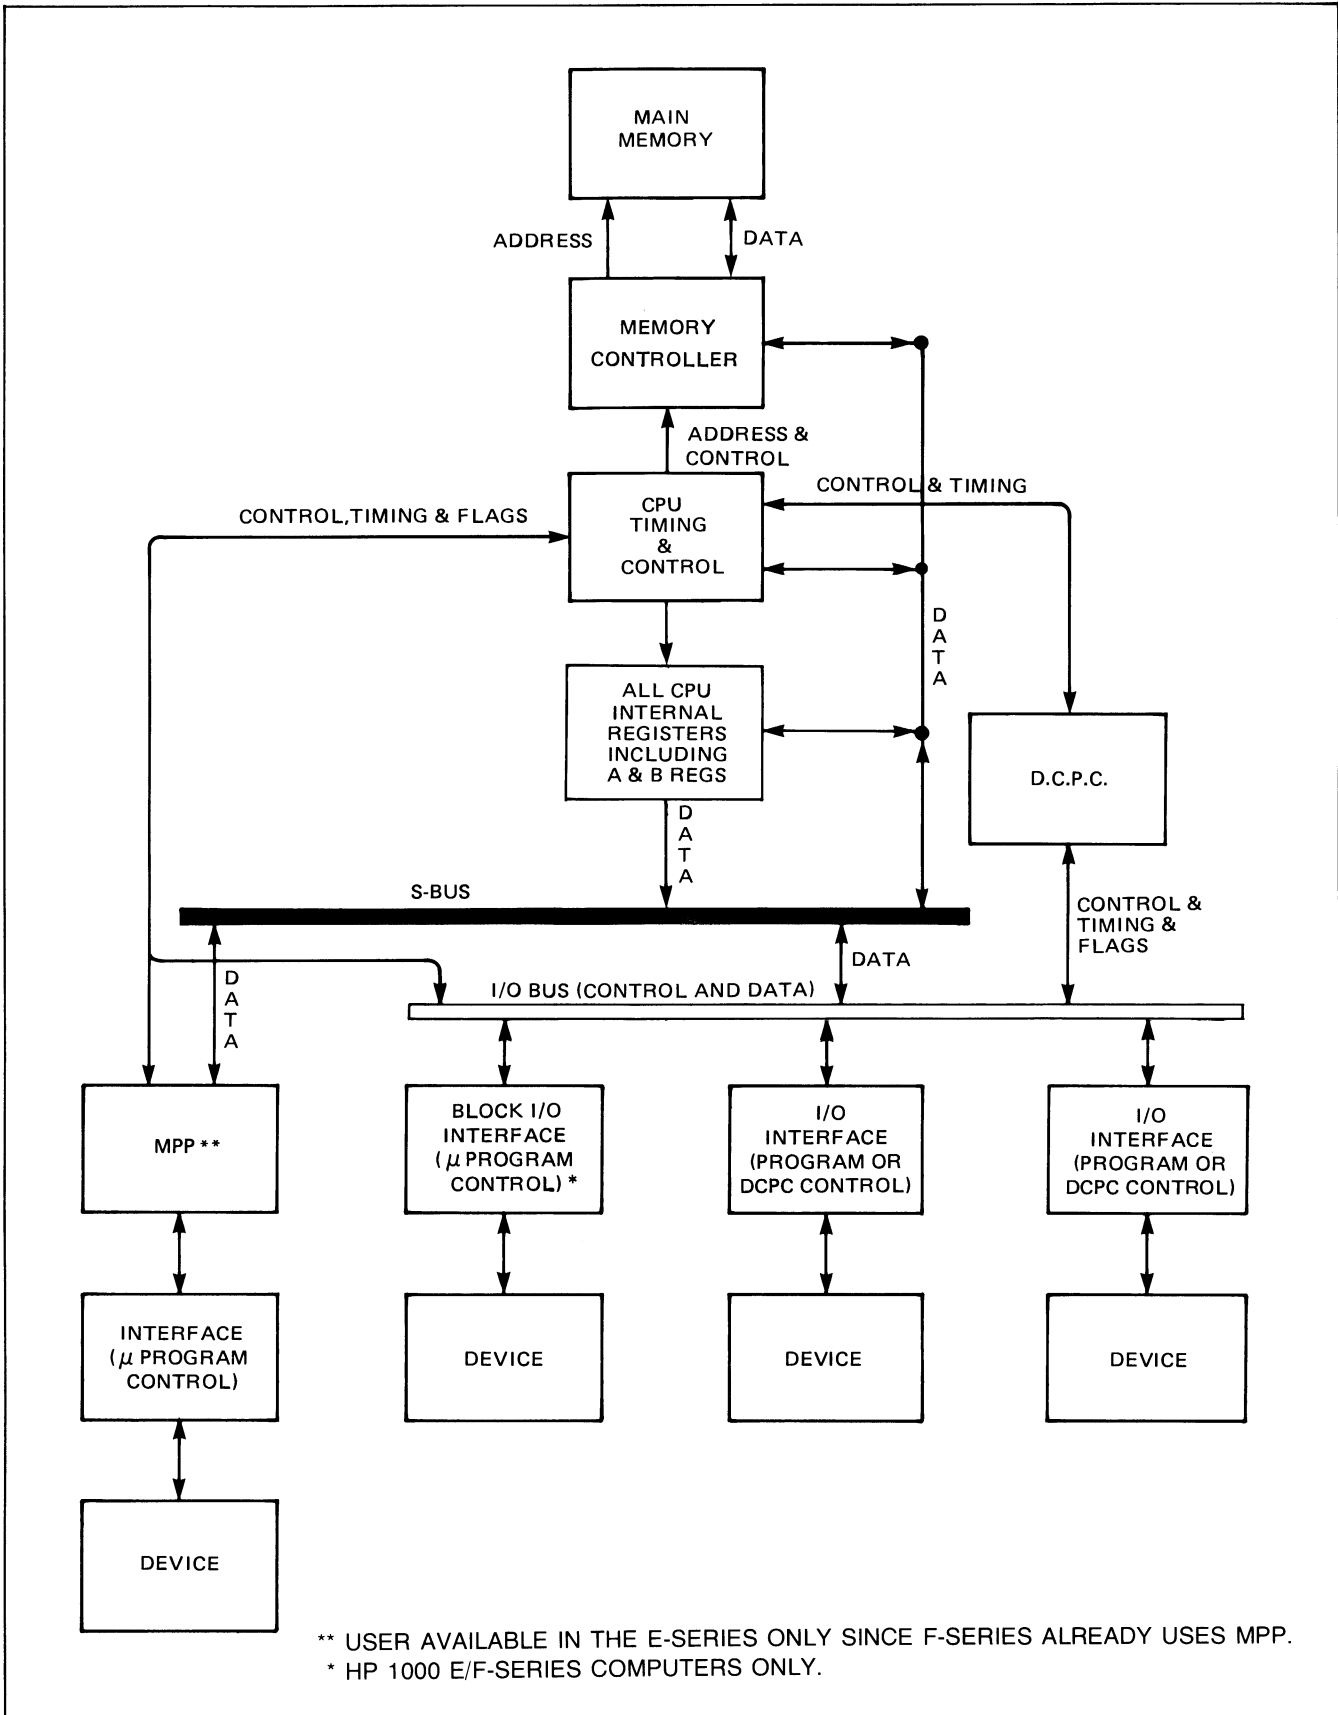 MAIN
MEMORY
ADDRESS
DATA
MEMORY
CONTROLLER
ADDRESS &
CONTROL
CONTROL & TIMING
CONTROL,TIMING & FLAGS
CPU
TIMING
&
CONTROL
D
A
T
A
ALL CPU
INTERNAL
REGISTERS
INCLUDING
A & B REGS
D.C.P.C.
D
A
T
A
S-BUS
CONTROL &
TIMING &
FLAGS
DATA
D
A
T
A
I/O BUS (CONTROL AND DATA)
MPP **
BLOCK I/O
INTERFACE
(μ PROGRAM
CONTROL) *
I/O
INTERFACE
(PROGRAM OR
DCPC CONTROL)
I/O
INTERFACE
(PROGRAM OR
DCPC CONTROL)
INTERFACE
(μ PROGRAM
CONTROL)
DEVICE
DEVICE
DEVICE
DEVICE
** USER AVAILABLE IN THE E-SERIES ONLY SINCE F-SERIES ALREADY USES MPP.
* HP 1000 E/F-SERIES COMPUTERS ONLY.